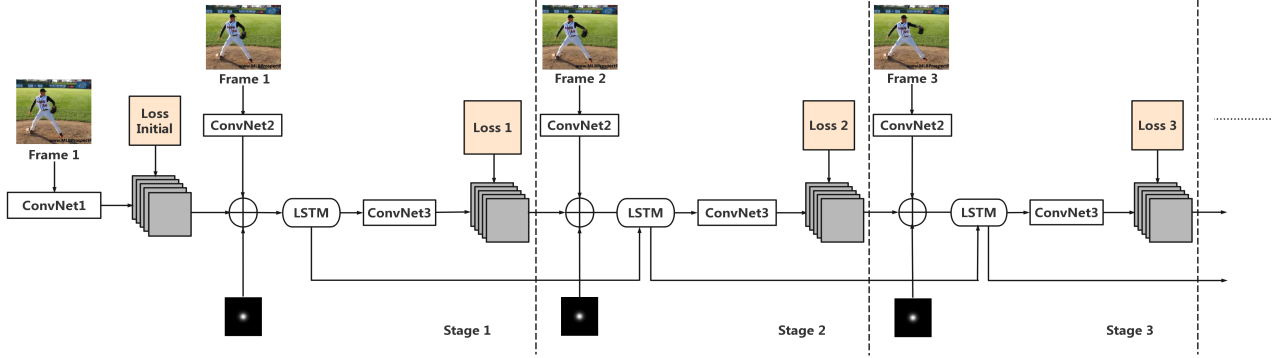 Frame 1
ConvNet1
Loss
Initial
Frame 1
ConvNet2
LSTM
ConvNet3
Loss 1
Stage 1
Frame 2
ConvNet2
LSTM
ConvNet3
Loss 2
Stage 2
Frame 3
ConvNet2
LSTM
ConvNet3
Loss 3
Stage 3